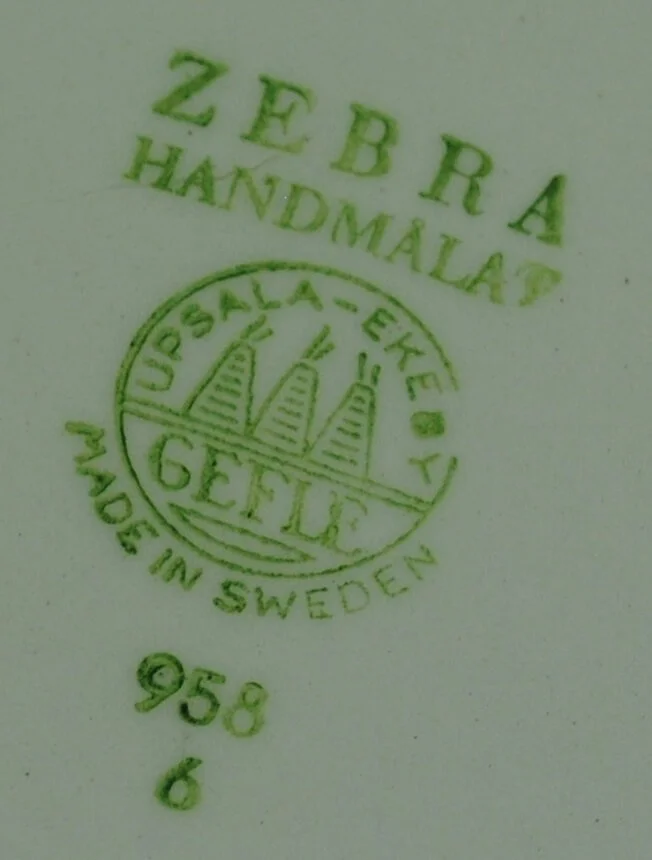 ZEBRA
HANDMÅLAT
UPSALA-EKEBY
GEFLE
MADE IN SWEDEN
958
6